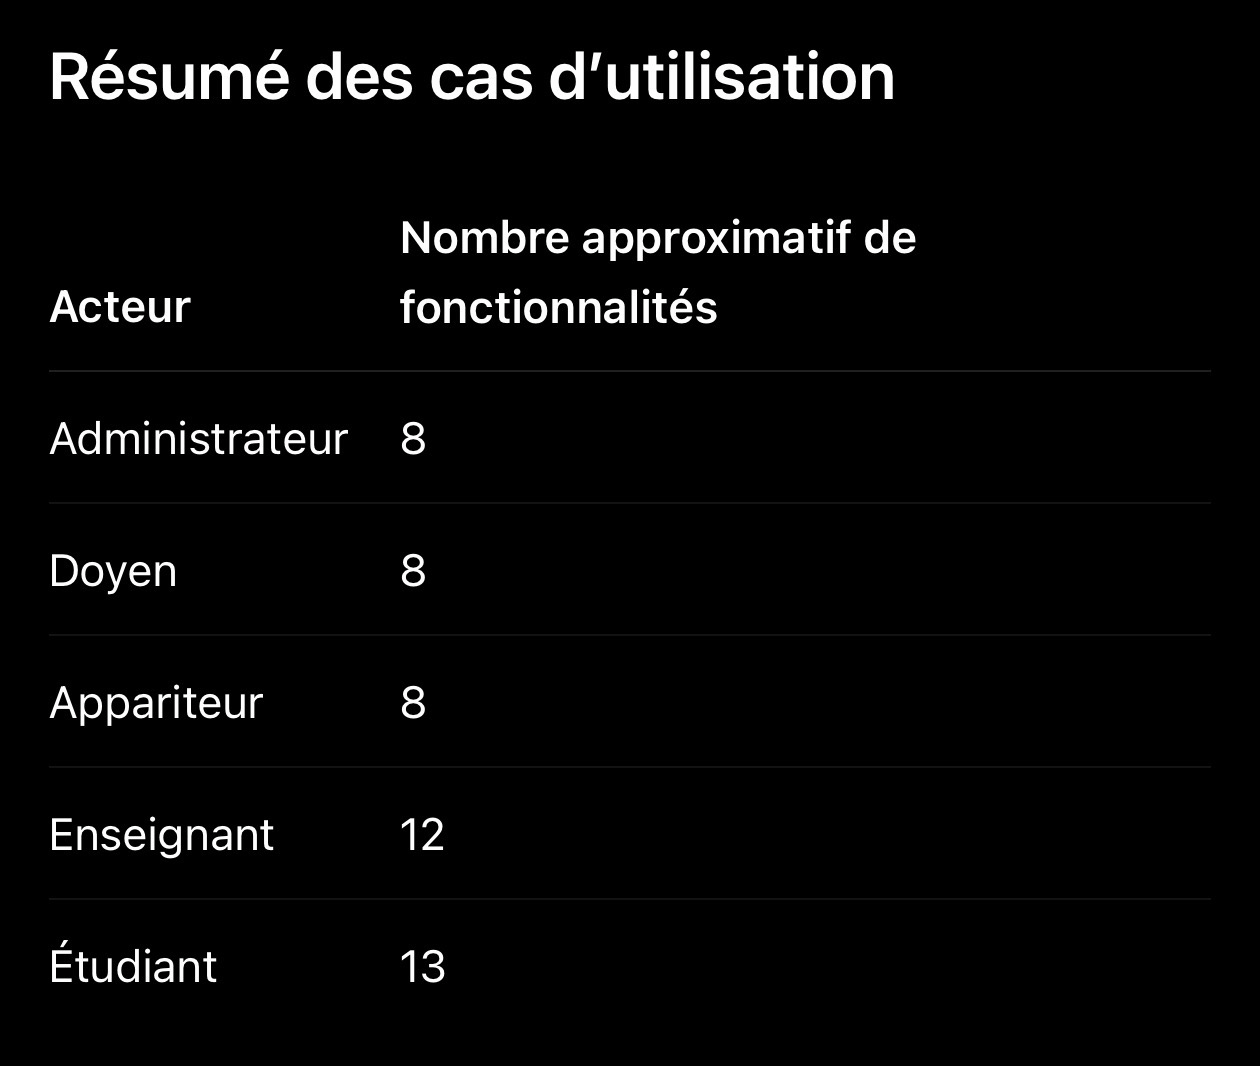 Résumé des cas d’utilisation
Nombre approximatif de
Acteur fonctionnalités
Administrateur 8
Doyen 8
Appariteur 8
Enseignant 12
Étudiant 13